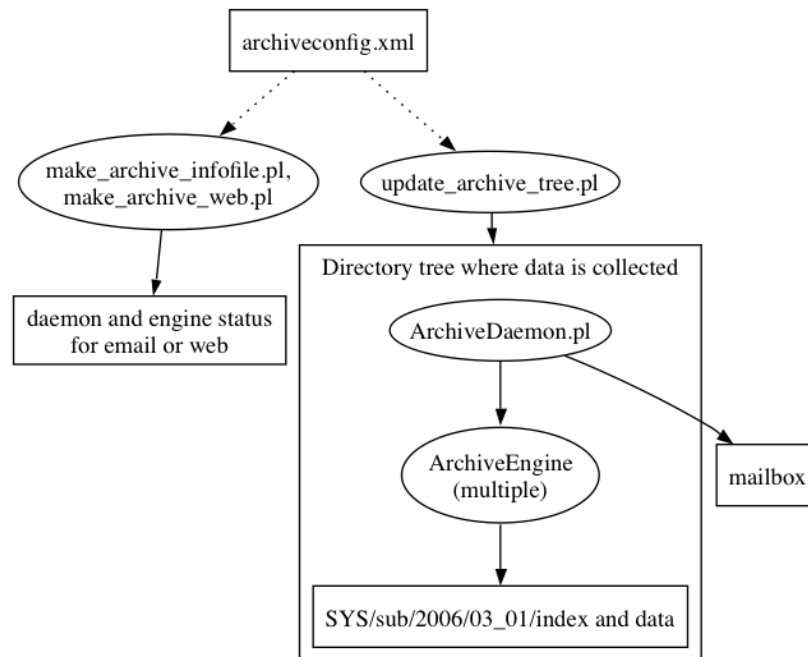 archiveconfig.xml
make_archive_infofile.pl,
make_archive_web.pl
update_archive_tree.pl
Directory tree where data is collected
daemon and engine status
for email or web
ArchiveDaemon.pl
ArchiveEngine
(multiple)
mailbox
SYS/sub/2006/03_01/index and data